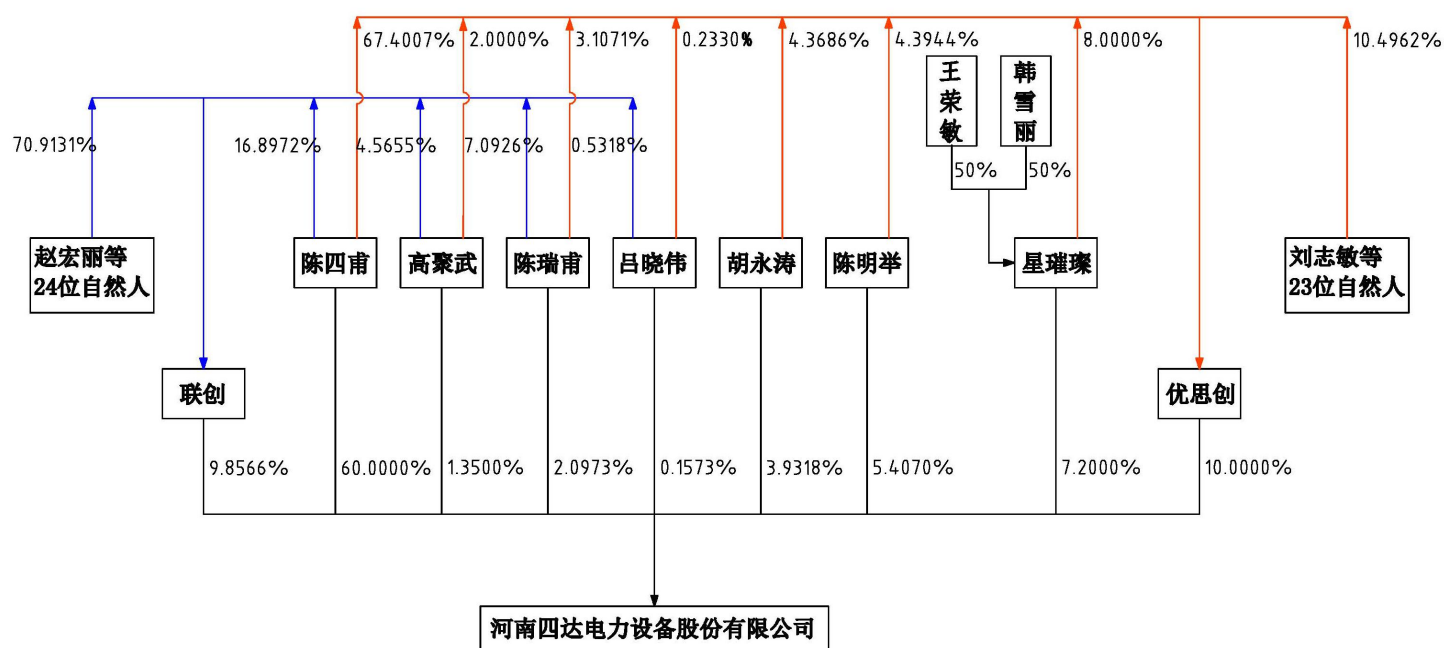 67.4007%
2.0000%
3.1071%
0.2330%
4.3686%
4.3944%
8.0000%
10.4962%
王荣敏
韩雪丽
70.9131%
16.8972%
4.5655%
7.0926%
0.5318%
50%
50%
赵宏丽等
24位自然人
陈四甫
高聚武
陈瑞甫
吕晓伟
胡永涛
陈明举
星璀璨
刘志敏等
23位自然人
联创
优思创
9.8566%
60.0000%
1.3500%
2.0973%
0.1573%
3.9318%
5.4070%
7.2000%
10.0000%
河南四达电力设备股份有限公司